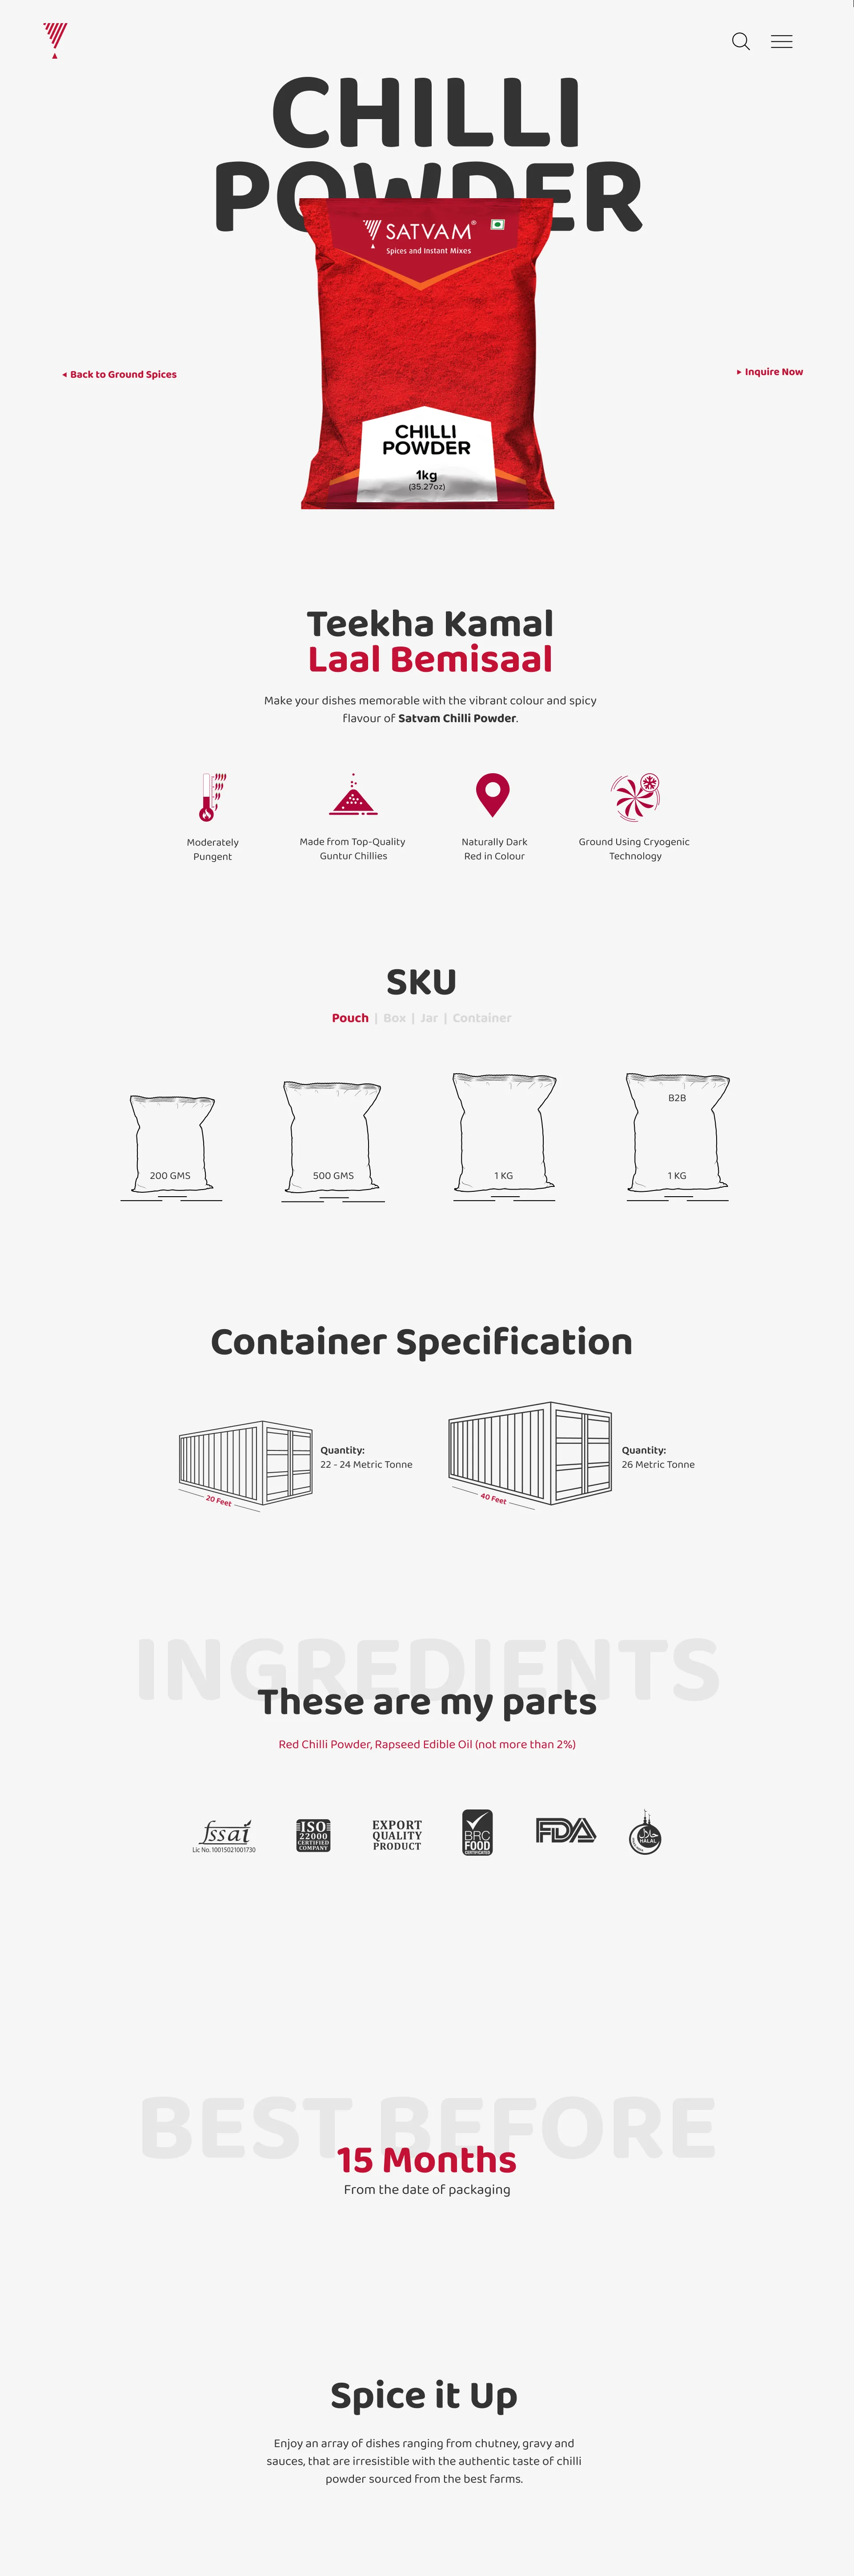 CHILLI
POWDER
SATVAM®
Spices and Instant Mixes
◂ Back to Ground Spices
▸ Inquire Now
CHILLI
POWDER
1kg
(35.27oz)
Teekha Kamal
Laal Bemisaal
Make your dishes memorable with the vibrant colour and spicy
flavour of Satvam Chilli Powder.
Moderately
Pungent
Made from Top-Quality
Guntur Chillies
Naturally Dark
Red in Colour
Ground Using Cryogenic
Technology
SKU
Pouch | Box | Jar | Container
200 GMS
500 GMS
1 KG
B2B
1 KG
Container Specification
20 Feet
Quantity:
22 - 24 Metric Tonne
40 Feet
Quantity:
26 Metric Tonne
INGREDIENTS
These are my parts
Red Chilli Powder, Rapseed Edible Oil (not more than 2%)
fssai
Lic No. 10015021001730
ISO
22000
CERTIFIED
COMPANY
EXPORT
QUALITY
PRODUCT
BRC
FOOD
CERTIFICATED
FDA
حلال
HALAL
BEST BEFORE
15 Months
From the date of packaging
Spice it Up
Enjoy an array of dishes ranging from chutney, gravy and
sauces, that are irresistible with the authentic taste of chilli
powder sourced from the best farms.